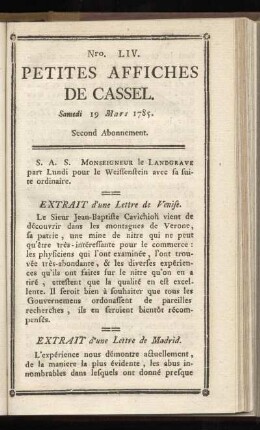 Nro. LIV.
PETITES AFFICHES
DE CASSEL.
Samedi 19 Mars 1785.
Second Abonnement.
S. A. S. MONSEIGNEUR le LANDGRAVE
part Lundi pour le Weissenstein avec sa sui-
te ordinaire.
EXTRAIT d'une Lettre de Venise.
Le Sieur Jean-Baptiste Cavichioli vient de
découvrir dans les montagnes de Verone,
sa patrie, une mine de nitre qui ne peut
qu'être très-intéressante pour le commerce:
les physiciens qui l'ont examinée, l'ont trou-
vée très-abondante, & les diverses expérien-
ces qu'ils ont faites sur le nitre qu'on en a
tiré, attestent que la qualité en est excel-
lente. Il seroit bien à souhaiter que tous les
Gouvernemens ordonassent de pareilles
recherches, ils en seroient bientôt récom-
pensés.
EXTRAIT d'une Lettre de Madrid.
L'expérience nous démontre actuellement,
de la maniere la plus évidente, les abus in-
nombrables dans lesquels ont donné presque